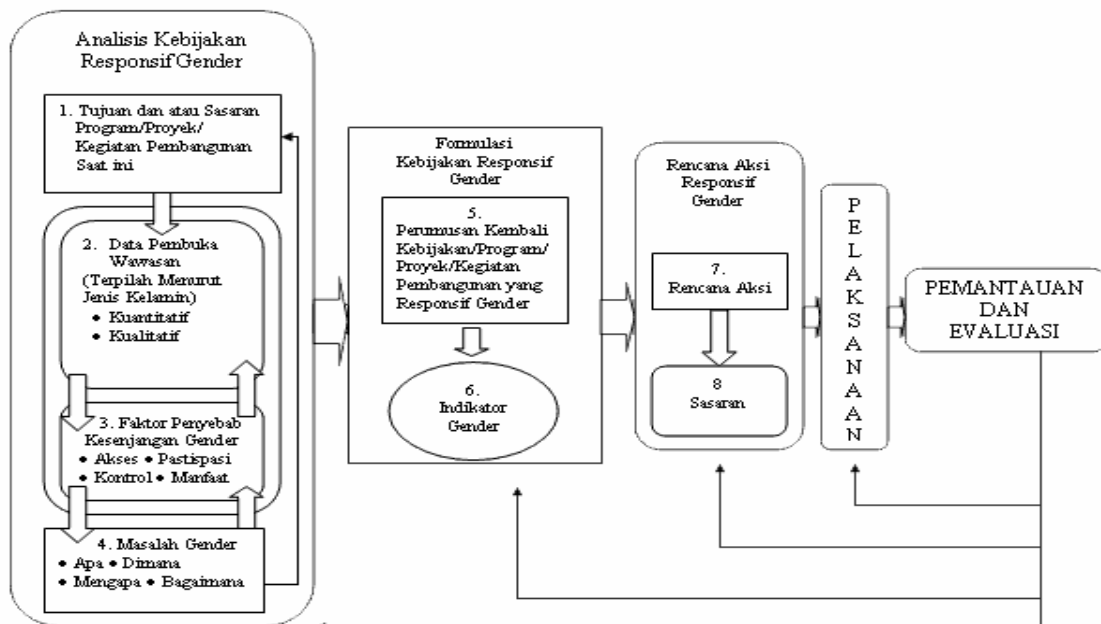 Analisis Kebijakan
Responsif Gender
1. Tujuan dan atau Sasaran
Program/Proyek/
Kegiatan Pembangunan
Saat ini
2. Data Pembuka
Wawasan
(Terpilah Menurut
Jenis Kelamin)
• Kuantitatif
• Kualitatif
3. Faktor Penyebab
Kesenjangan Gender
• Akses • Pastispasi
• Kontrol • Manfaat
4. Masalah Gender
• Apa • Dimana
• Mengapa • Bagaimana
Formulasi
Kebijakan Responsif
Gender
5.
Perumusan Kembali
Kebijakan/Program/
Proyek/Kegiatan
Pembangunan yang
Responsif Gender
6.
Indikator
Gender
Rencana Aksi
Responsif
Gender
7.
Rencana Aksi
8
Sasaran
P
E
L
A
K
S
A
N
A
A
N
PEMANTAUAN
DAN
EVALUASI